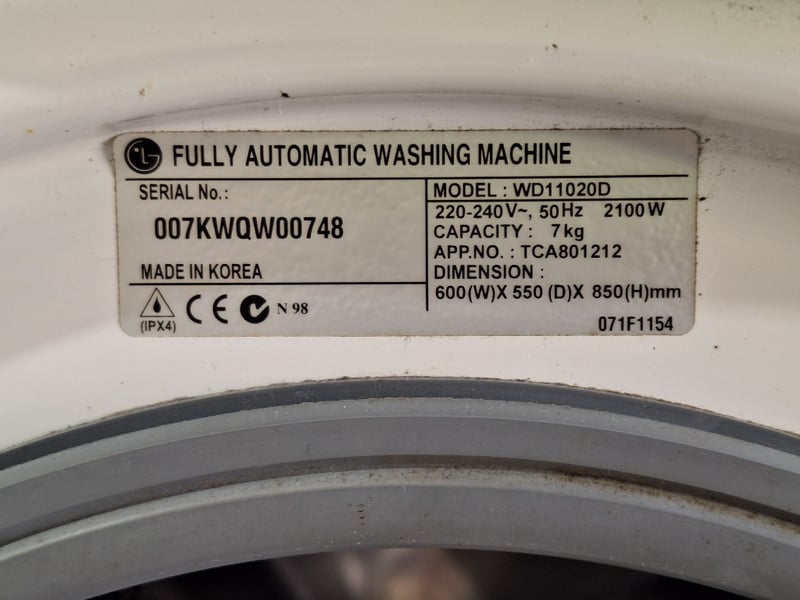 LG FULLY AUTOMATIC WASHING MACHINE
SERIAL No.:
007KWQW00748
MADE IN KOREA
(IPX4)
CE N 98
MODEL : WD11020D
220-240V~, 50Hz 2100W
CAPACITY : 7kg
APP.NO. : TCA801212
DIMENSION :
600(W)X 550 (D)X 850(H)mm
071F1154